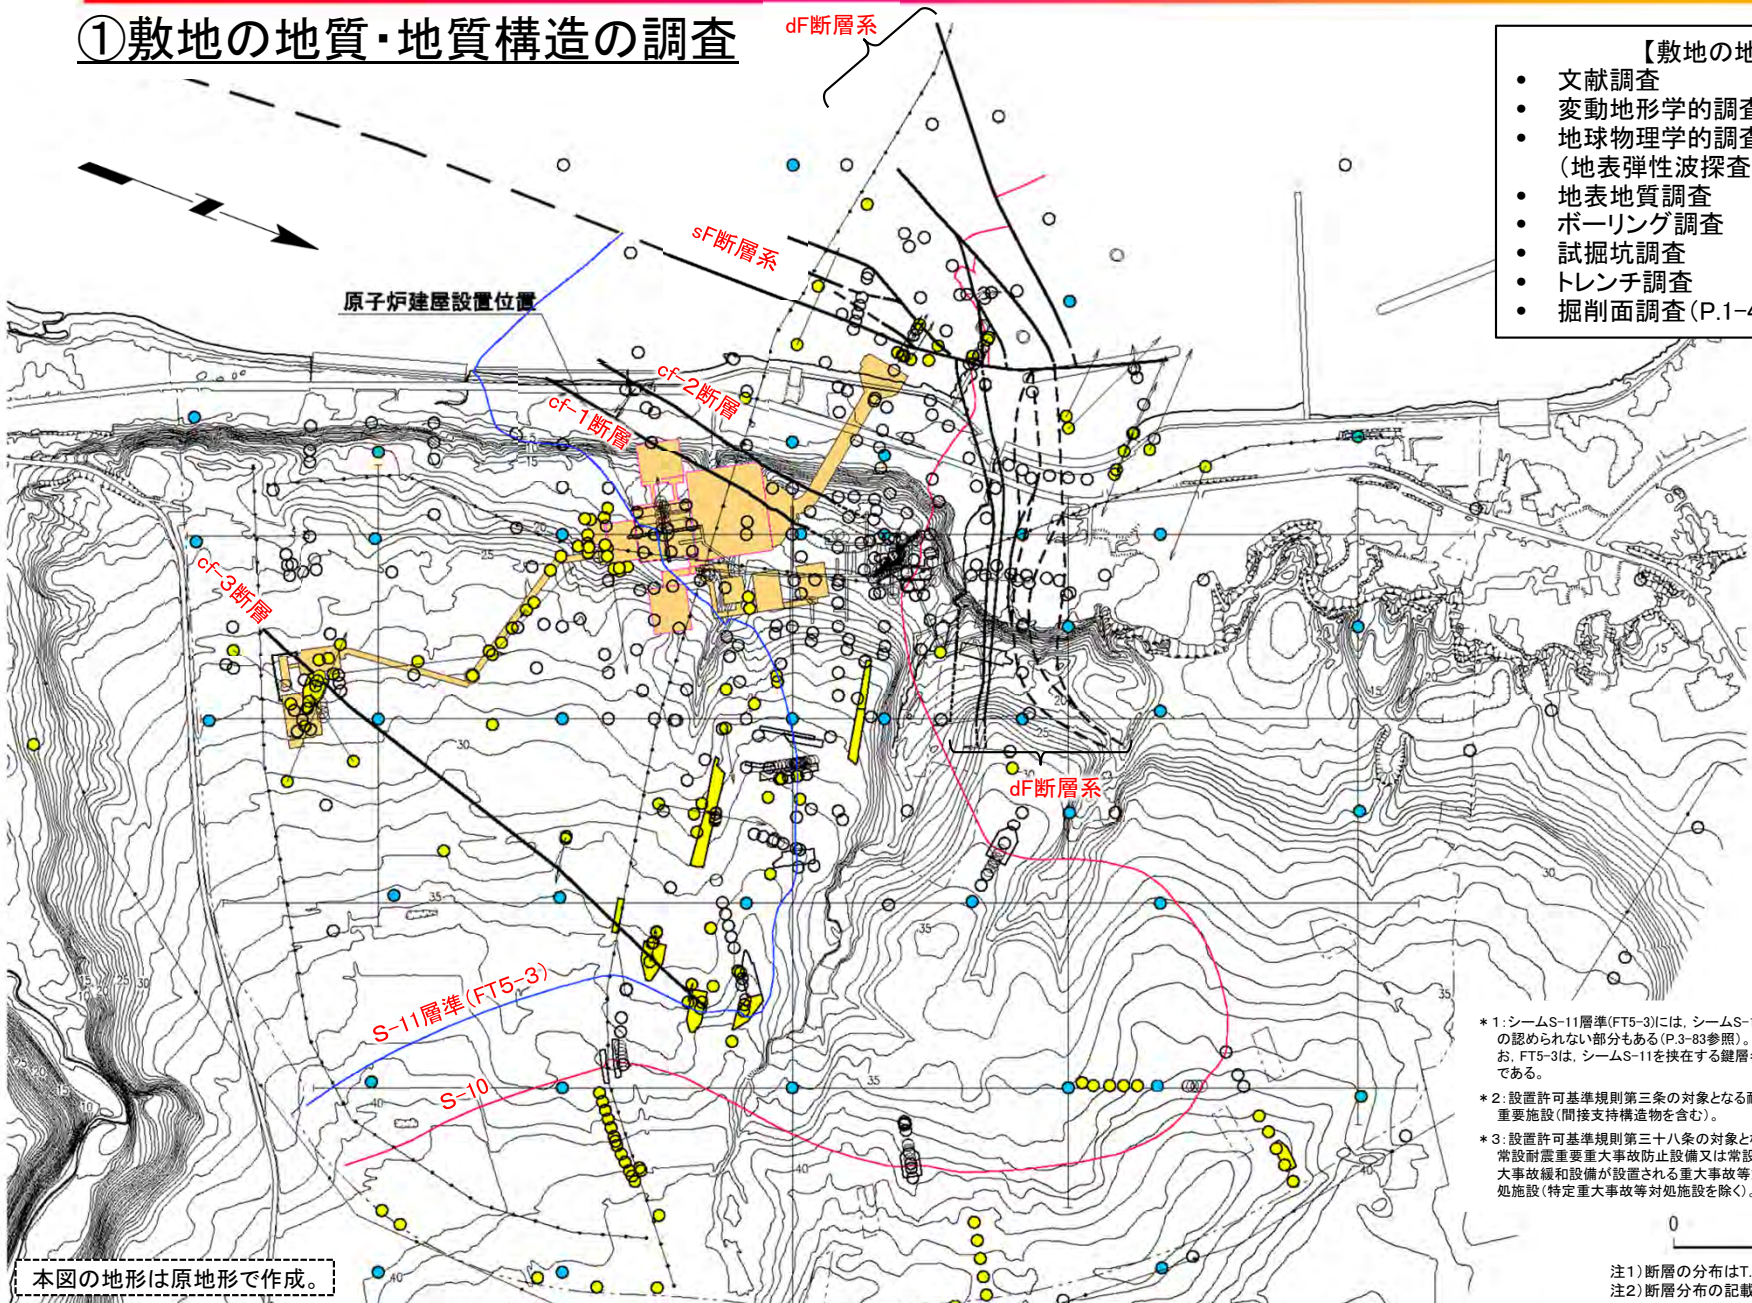 ①敷地の地質・地質構造の調査
dF断層系
【敷地の地
• 文献調査
• 変動地形学的調査
• 地球物理学的調査
（地表弾性波探査
• 地表地質調査
• ボーリング調査
• 試掘坑調査
• トレンチ調査
• 掘削面調査（P.1-4
sF断層系
原子炉建屋設置位置
cf-2断層
cf-1断層
cf-3断層
dF断層系
S-11層準（FT5-3）
S-10
＊1：シームS-11層準(FT5-3)には，シームS-1
の認められない部分もある（P.3-83参照）。
お，FT5-3は，シームS-11を挟在する鍵層
である。
＊2：設置許可基準規則第三条の対象となる耐
重要施設（間接支持構造物を含む）。
＊3：設置許可基準規則第三十八条の対象と
常設耐震重要重大事故防止設備又は常設
大事故緩和設備が設置される重大事故等
処施設（特定重大事故等対処施設を除く）。
0
本図の地形は原地形で作成。
注1）断層の分布はT.
注2）断層分布の記載